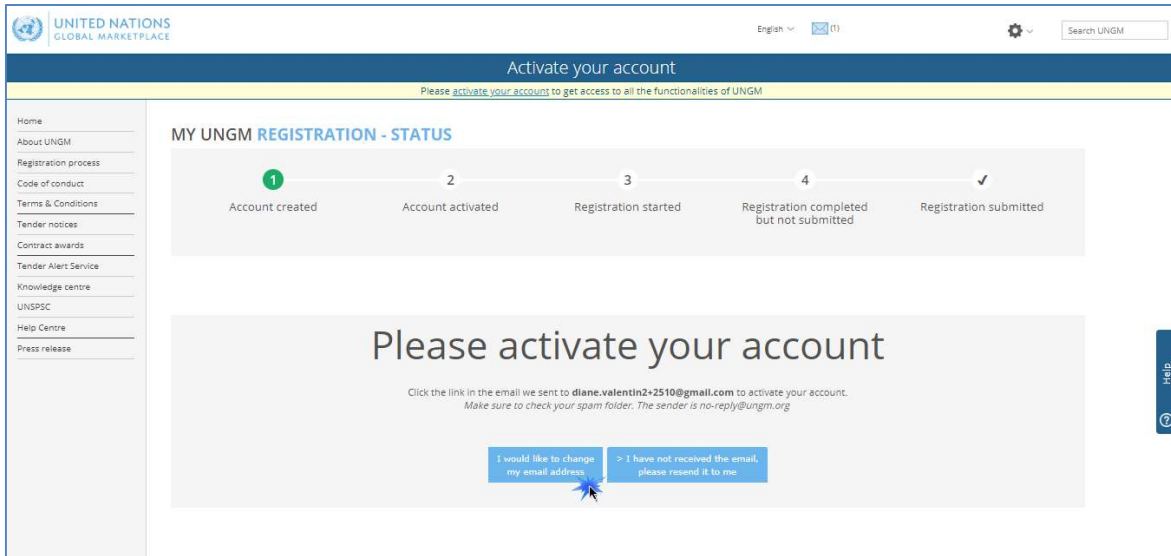 UNITED NATIONS
GLOBAL MARKETPLACE
English
(1)
Search UNGM
Activate your account
Please activate your account to get access to all the functionalities of UNGM
Home
About UNGM
Registration process
Code of conduct
Terms & Conditions
Tender notices
Contract awards
Tender Alert Service
Knowledge centre
UNSPSC
Help Centre
Press release
MY UNGM REGISTRATION - STATUS
1
2
3
4
✓
Account created
Account activated
Registration started
Registration completed
but not submitted
Registration submitted
Please activate your account
Click the link in the email we sent to diane.valentin2+2510@gmail.com to activate your account.
Make sure to check your spam folder. The sender is no-reply@ungm.org
I would like to change
my email address
> I have not received the email,
please resend it to me
Help
?